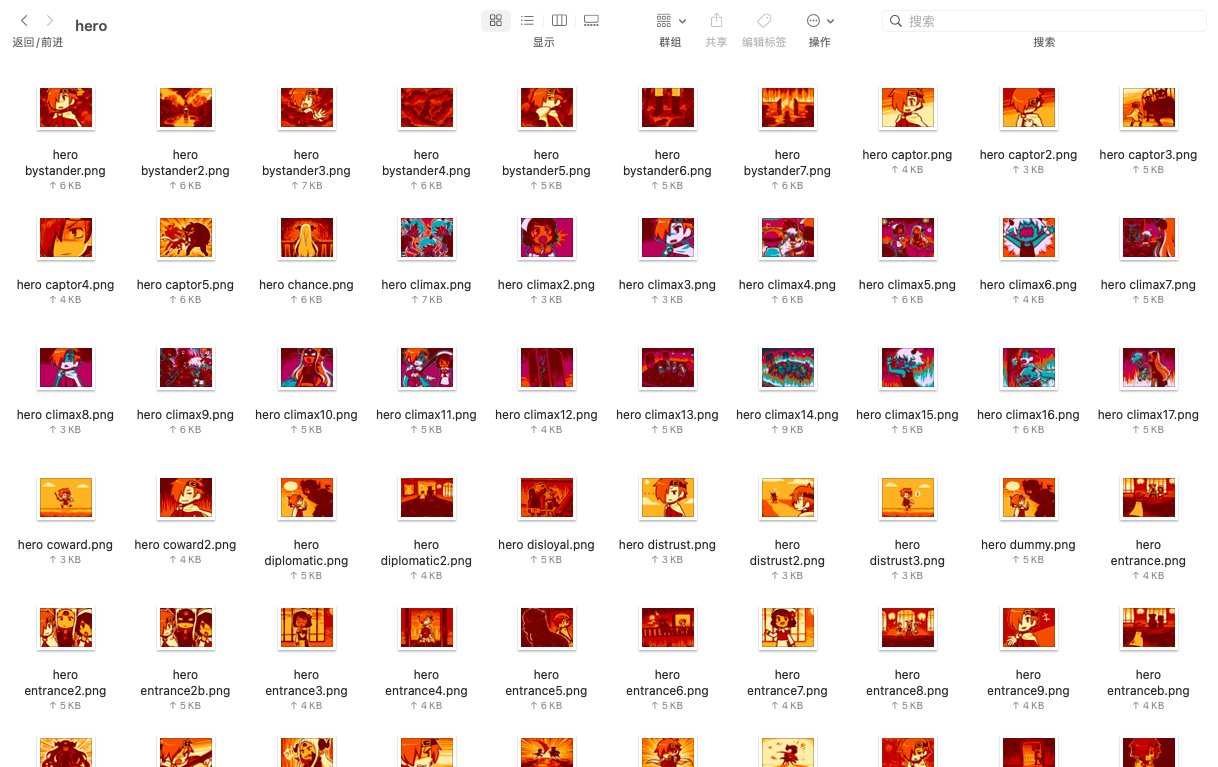 hero
返回/前进
显示
群组
共享
编辑标签
操作
搜索
搜索
hero bystander.png
↑ 6 KB
hero bystander2.png
↑ 6 KB
hero bystander3.png
↑ 7 KB
hero bystander4.png
↑ 6 KB
hero bystander5.png
↑ 5 KB
hero bystander6.png
↑ 5 KB
hero bystander7.png
↑ 6 KB
hero captor.png
↑ 4 KB
hero captor2.png
↑ 3 KB
hero captor3.png
↑ 5 KB
hero captor4.png
↑ 4 KB
hero captor5.png
↑ 6 KB
hero chance.png
↑ 6 KB
hero climax.png
↑ 7 KB
hero climax2.png
↑ 3 KB
hero climax3.png
↑ 3 KB
hero climax4.png
↑ 6 KB
hero climax5.png
↑ 6 KB
hero climax6.png
↑ 4 KB
hero climax7.png
↑ 5 KB
hero climax8.png
↑ 3 KB
hero climax9.png
↑ 6 KB
hero climax10.png
↑ 5 KB
hero climax11.png
↑ 5 KB
hero climax12.png
↑ 4 KB
hero climax13.png
↑ 5 KB
hero climax14.png
↑ 9 KB
hero climax15.png
↑ 5 KB
hero climax16.png
↑ 6 KB
hero climax17.png
↑ 5 KB
hero coward.png
↑ 3 KB
hero coward2.png
↑ 4 KB
hero diplomatic.png
↑ 5 KB
hero diplomatic2.png
↑ 4 KB
hero disloyal.png
↑ 5 KB
hero distrust.png
↑ 3 KB
hero distrust2.png
↑ 3 KB
hero distrust3.png
↑ 3 KB
hero dummy.png
↑ 5 KB
hero entrance.png
↑ 4 KB
hero entrance2.png
↑ 5 KB
hero entrance2b.png
↑ 5 KB
hero entrance3.png
↑ 4 KB
hero entrance4.png
↑ 4 KB
hero entrance5.png
↑ 6 KB
hero entrance6.png
↑ 5 KB
hero entrance7.png
↑ 4 KB
hero entrance8.png
↑ 5 KB
hero entrance9.png
↑ 4 KB
hero entranceb.png
↑ 4 KB